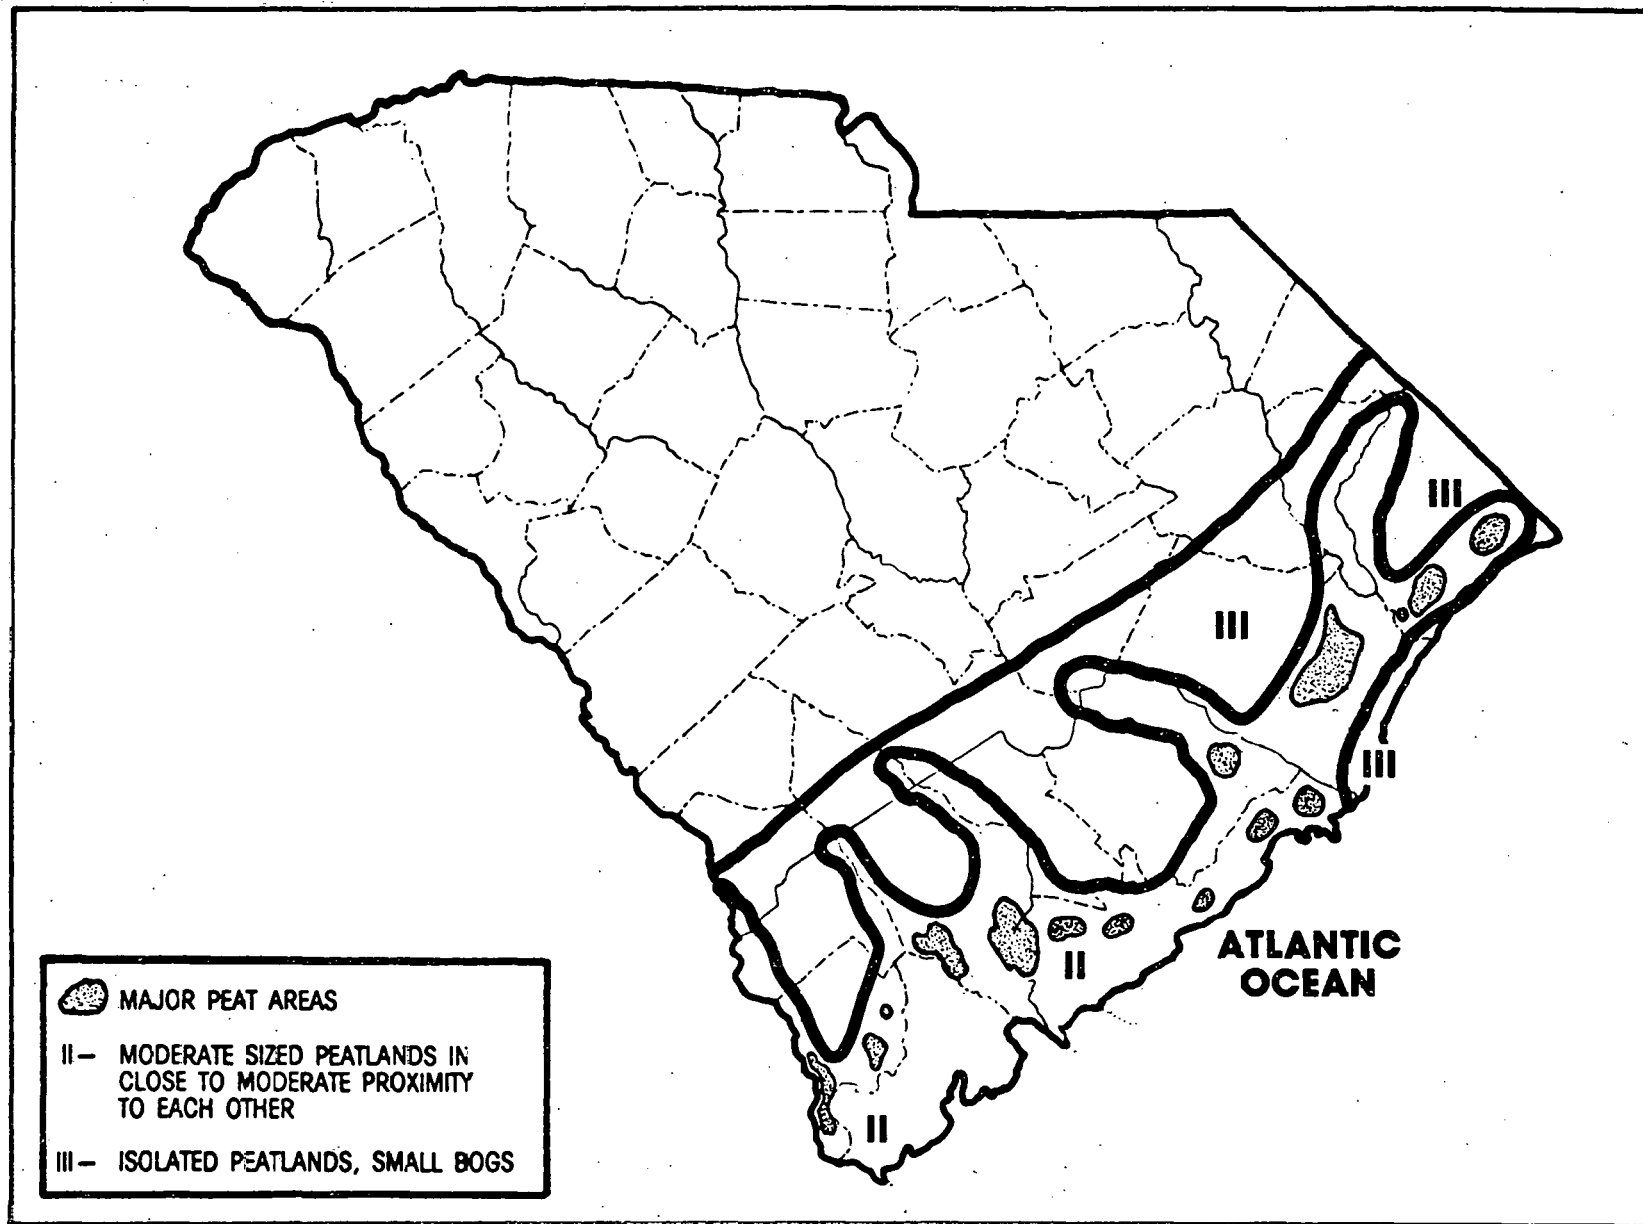 III
III
III
ATLANTIC
OCEAN
II
II
MAJOR PEAT AREAS
II— MODERATE SIZED PEATLANDS IN
CLOSE TO MODERATE PROXIMITY
TO EACH OTHER
III— ISOLATED PEATLANDS, SMALL BOGS